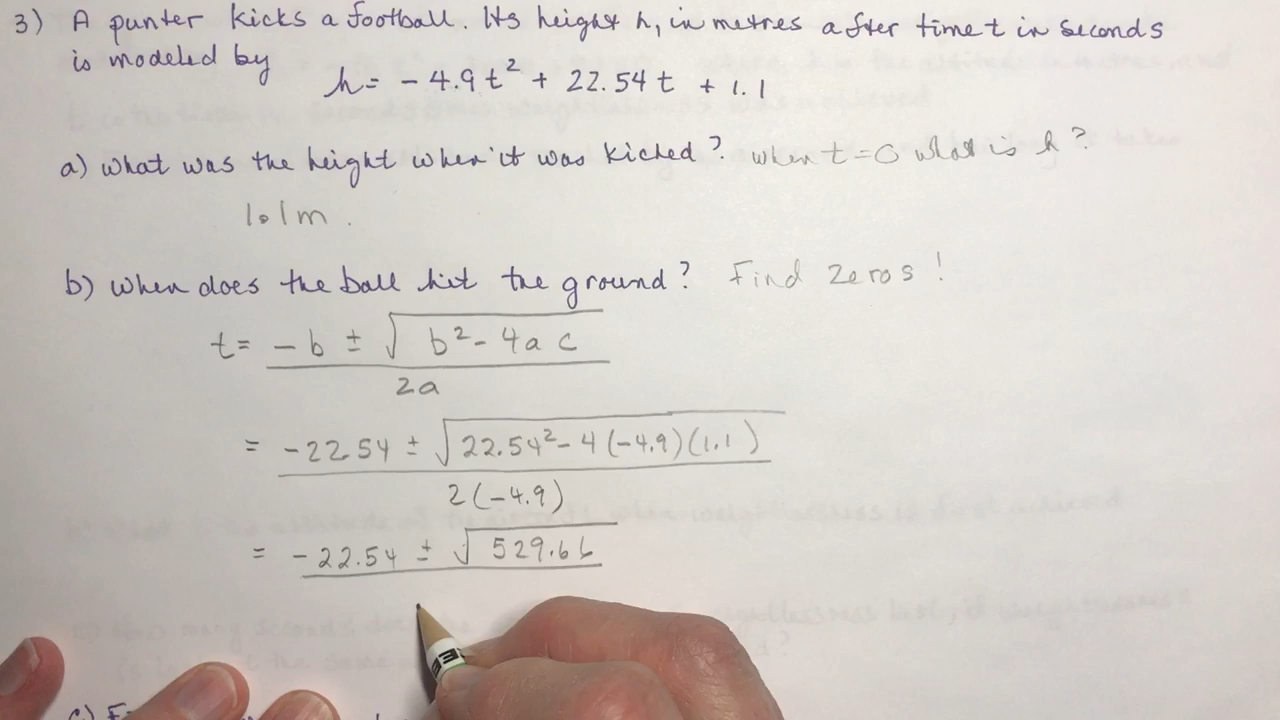 3) A punter kicks a football. Its height h, in metres after time t in seconds
is modeled by
h = - 4.9t² + 22.54t + 1.1
a) What was the height when it was kicked? when t=0 what is h?
1.1m.
b) When does the ball hit the ground? Find zeros!
t = -b ± √b²-4ac
2a
= -22.54 ± √22.54²-4(-4.9)(1.1)
2(-4.9)
= -22.54 ± √529.66
c)